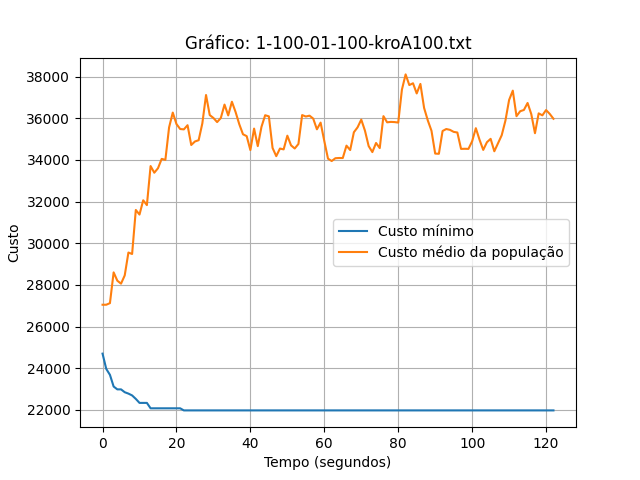 Gráfico: 1-100-01-100-kroA100.txt
38000
36000
34000
32000
30000
28000
26000
24000
22000
Custo
Custo mínimo
Custo médio da população
0 20 40 60 80 100 120
Tempo (segundos)